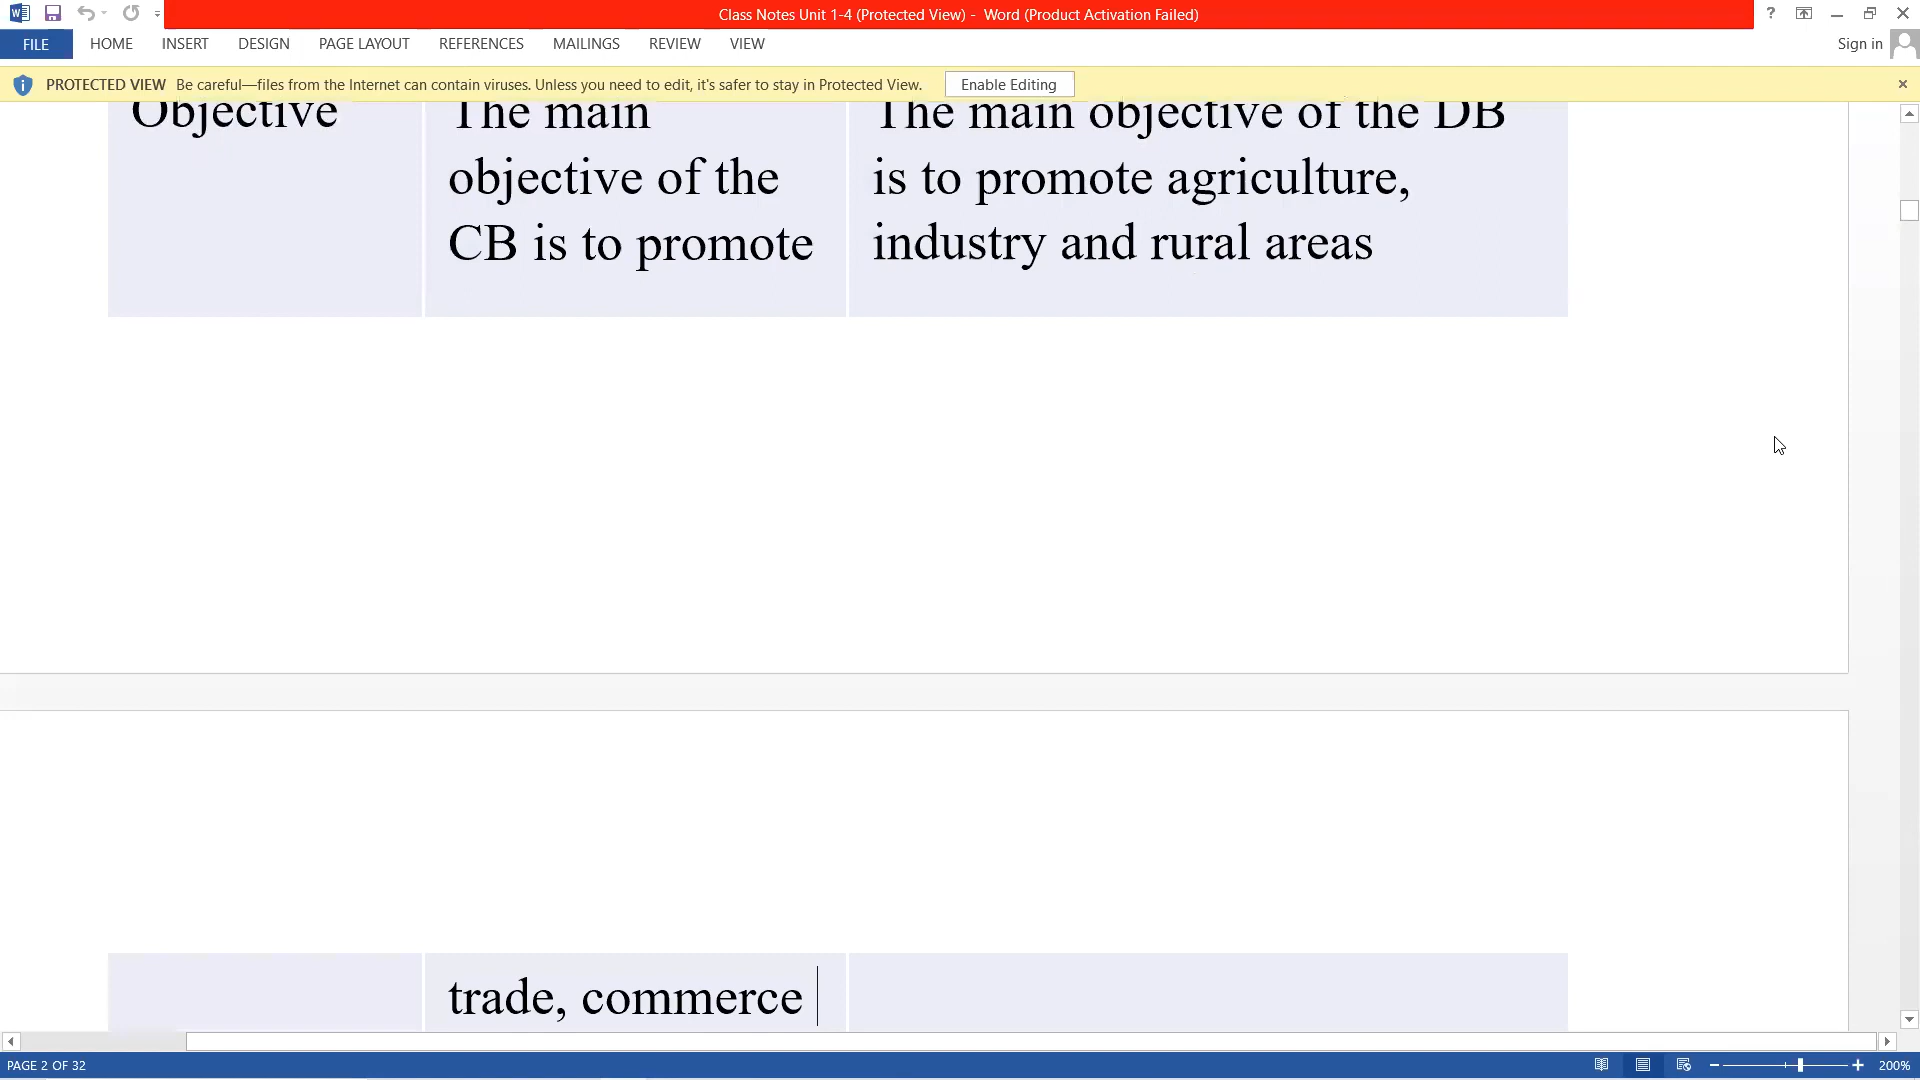 Class Notes Unit 1-4 (Protected View) - Word (Product Activation Failed)
FILE HOME INSERT DESIGN PAGE LAYOUT REFERENCES MAILINGS REVIEW VIEW Sign in
PROTECTED VIEW Be careful—files from the Internet can contain viruses. Unless you need to edit, it's safer to stay in Protected View. Enable Editing
Objective
The main
objective of the
CB is to promote
The main objective of the DB
is to promote agriculture,
industry and rural areas
trade, commerce
PAGE 2 OF 32 200%